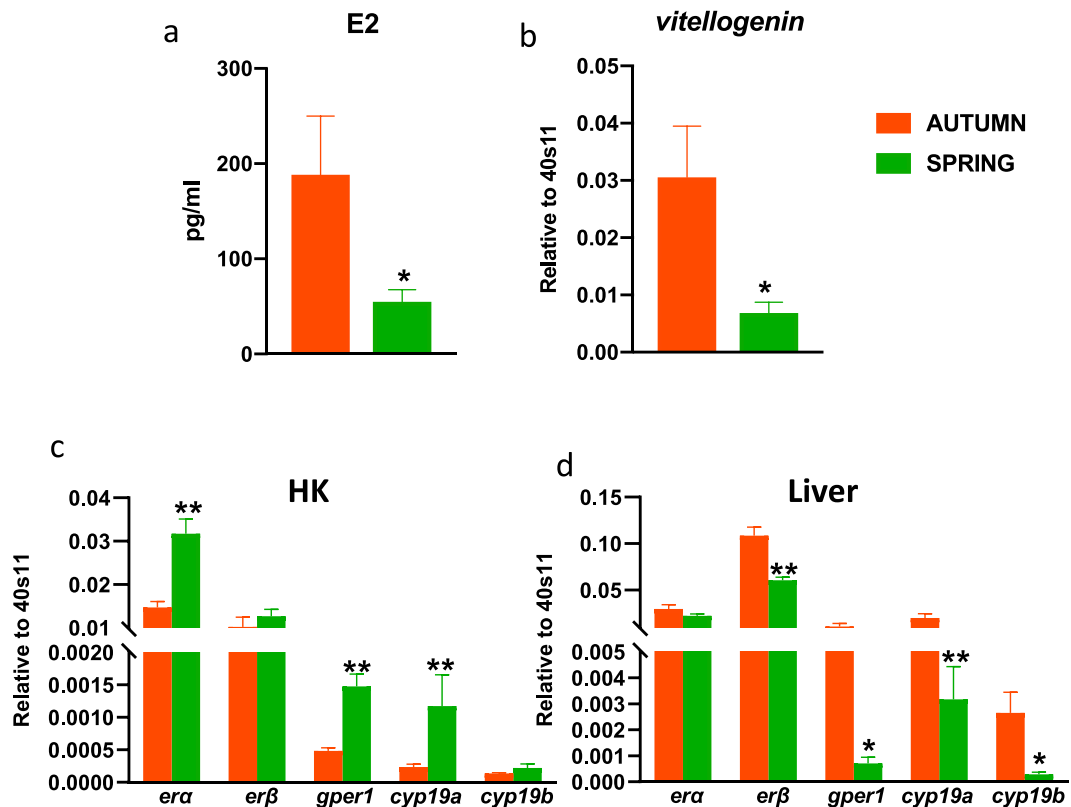 a
E2
300
200
100
0
pg/ml
*
b
vitellogenin
0.05
0.04
0.03
0.02
0.01
0.00
Relative to 40s11
*
AUTUMN
SPRING
c
HK
0.04
0.03
0.02
0.01
0.0020
0.0015
0.0010
0.0005
0.0000
Relative to 40s11
**
**
**
erα erβ gper1 cyp19a cyp19b
d
Liver
0.15
0.10
0.05
0.005
0.004
0.003
0.002
0.001
0.000
Relative to 40s11
**
*
**
*
erα erβ gper1 cyp19a cyp19b